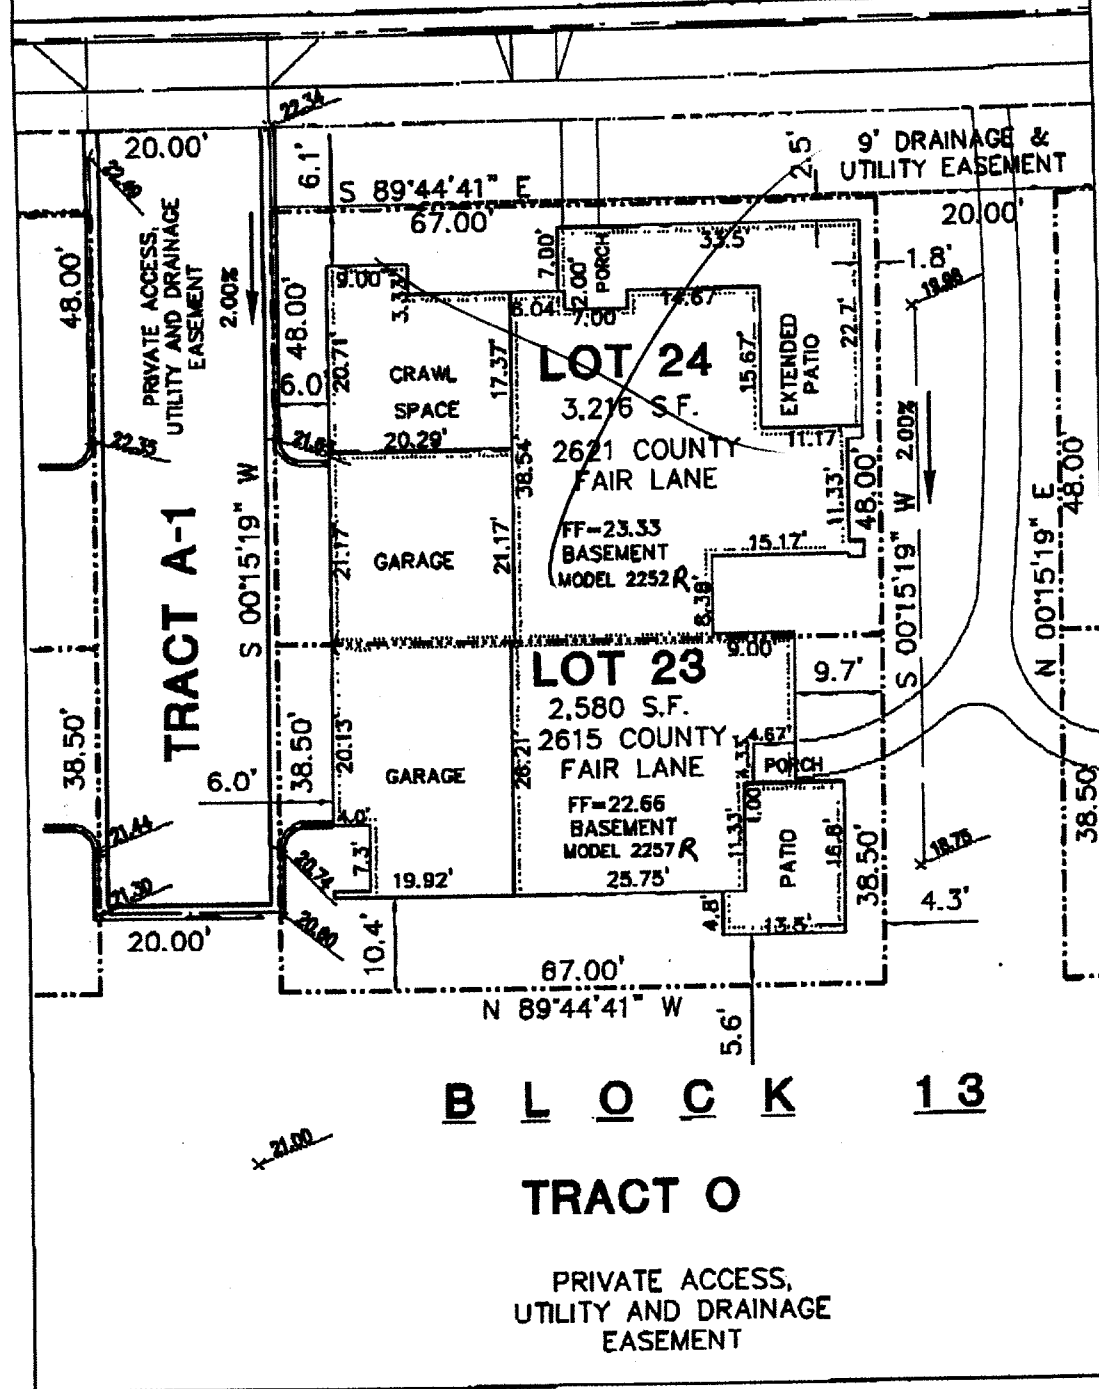 22.34
20.00'
6.1'
2.5'
9' DRAINAGE &
UTILITY EASEMENT
S 89°44'41" E
67.00'
20.00'
48.00'
PRIVATE ACCESS,
UTILITY AND DRAINAGE
EASEMENT
2.00%
48.00'
7.00'
2.00'
PORCH
33.5'
1.8'
19.96
9.00'
3.33'
6.04'
7.00'
14.67'
22.7'
20.71'
CRAWL
SPACE
17.37'
LOT 24
3,216 S.F.
15.67'
EXTENDED
PATIO
6.0'
20.29'
2621 COUNTY
FAIR LANE
11.17'
2.00%
22.35
38.54'
11.33'
48.00'
48.00'
S 00°15'19" W
TRACT A-1
21.17'
GARAGE
21.17'
FF=23.33
BASEMENT
MODEL 2252R
15.17'
8.38'
S 00°15'19" W
N 00°15'19" E
LOT 23
9.00'
9.7'
2,580 S.F.
2615 COUNTY
FAIR LANE
38.50'
38.50'
20.13'
26.21'
4.67'
4.33'
PORCH
6.0'
GARAGE
FF=22.66
BASEMENT
MODEL 2257R
1.00'
11.33'
PATIO
16.8'
38.50'
38.50'
18.75
21.44
4.0'
7.3'
20.74
19.92'
25.75'
4.8'
13.5'
4.3'
21.30
20.00'
20.60
10.4'
67.00'
N 89°44'41" W
5.6'
BLOCK 13
21.00
TRACT O
PRIVATE ACCESS,
UTILITY AND DRAINAGE
EASEMENT